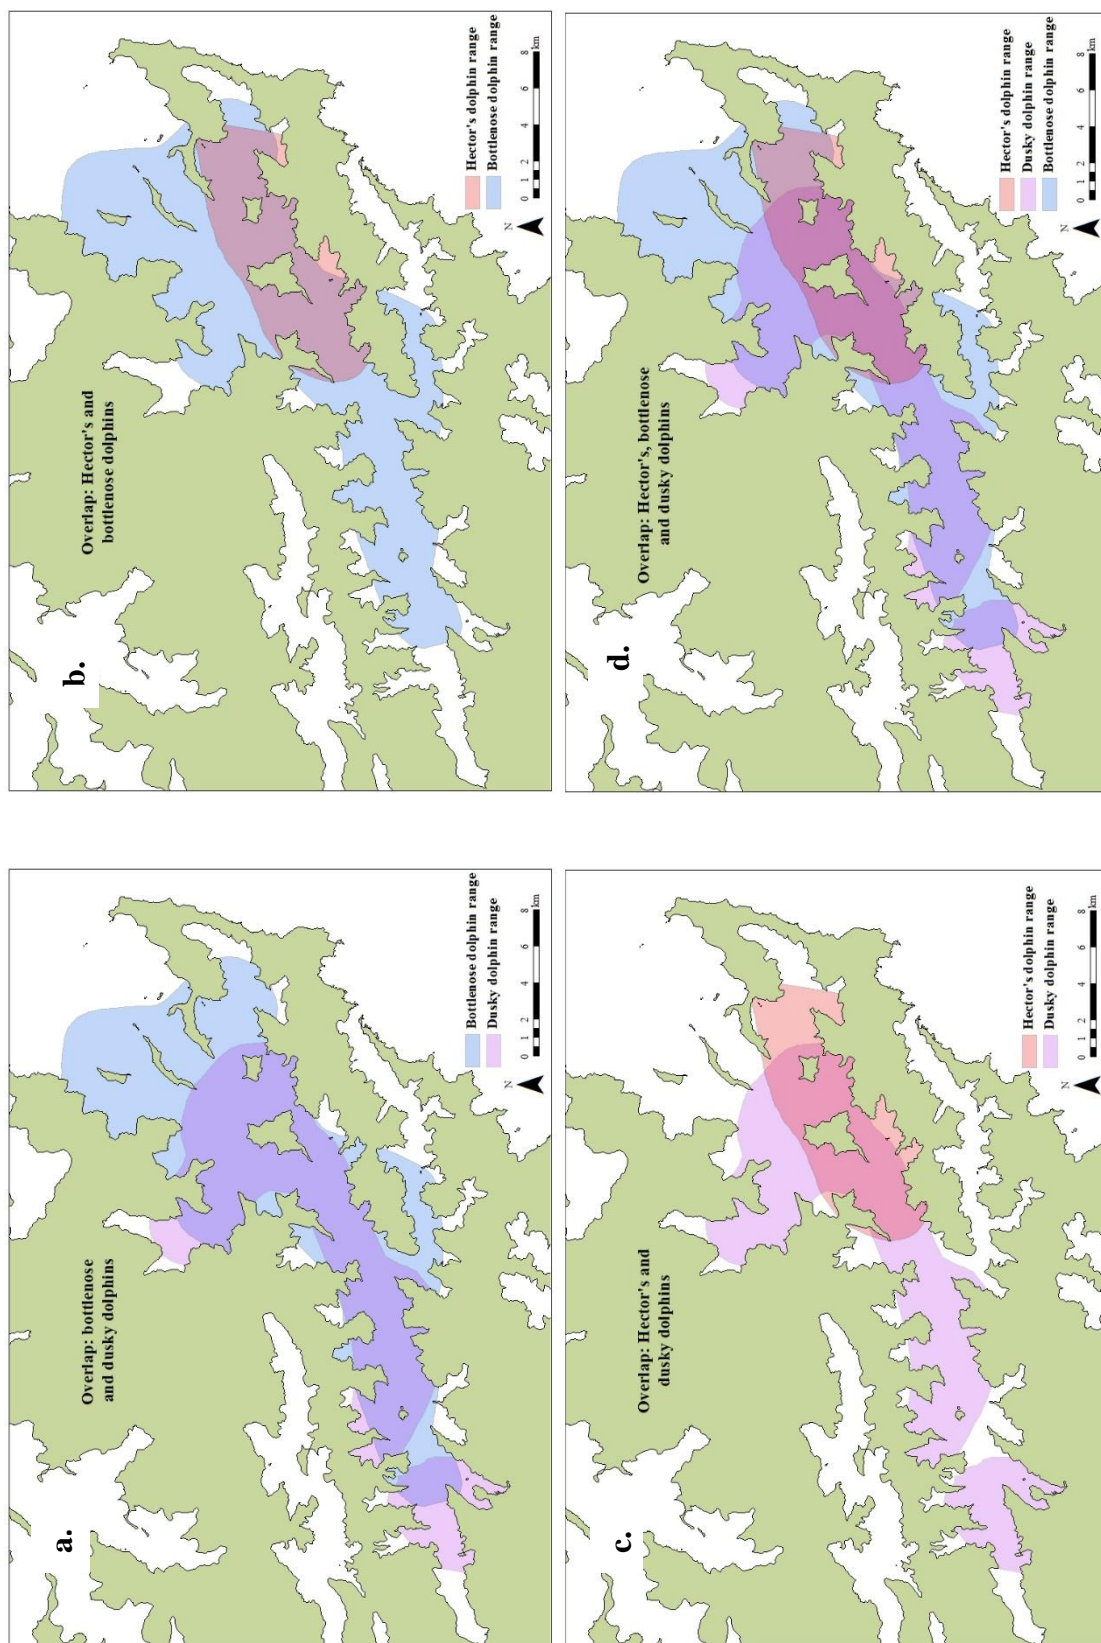 a.
Overlap: bottlenose
and dusky dolphins
Bottlenose dolphin range
Dusky dolphin range
N
0 1 2 4 6 8
km
b.
Overlap: Hector's and
bottlenose dolphins
Hector's dolphin range
Bottlenose dolphin range
N
0 1 2 4 6 8
km
c.
Overlap: Hector's and
dusky dolphins
Hector's dolphin range
Dusky dolphin range
N
0 1 2 4 6 8
km
d.
Overlap: Hector's, bottlenose
and dusky dolphins
Hector's dolphin range
Dusky dolphin range
Bottlenose dolphin range
N
0 1 2 4 6 8
km